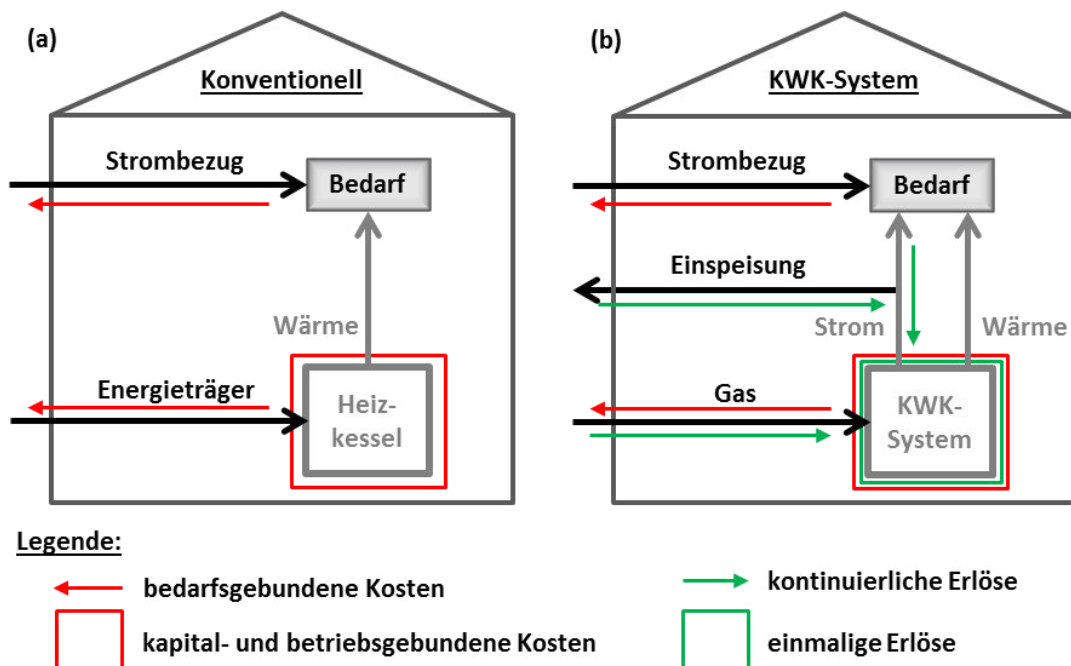 (a)
Konventionell
Strombezug
Bedarf
Wärme
Energieträger
Heiz-
kessel
(b)
KWK-System
Strombezug
Bedarf
Einspeisung
Strom
Wärme
Gas
KWK-
System
Legende:
bedarfsgebundene Kosten
kapital- und betriebsgebundene Kosten
kontinuierliche Erlöse
einmalige Erlöse